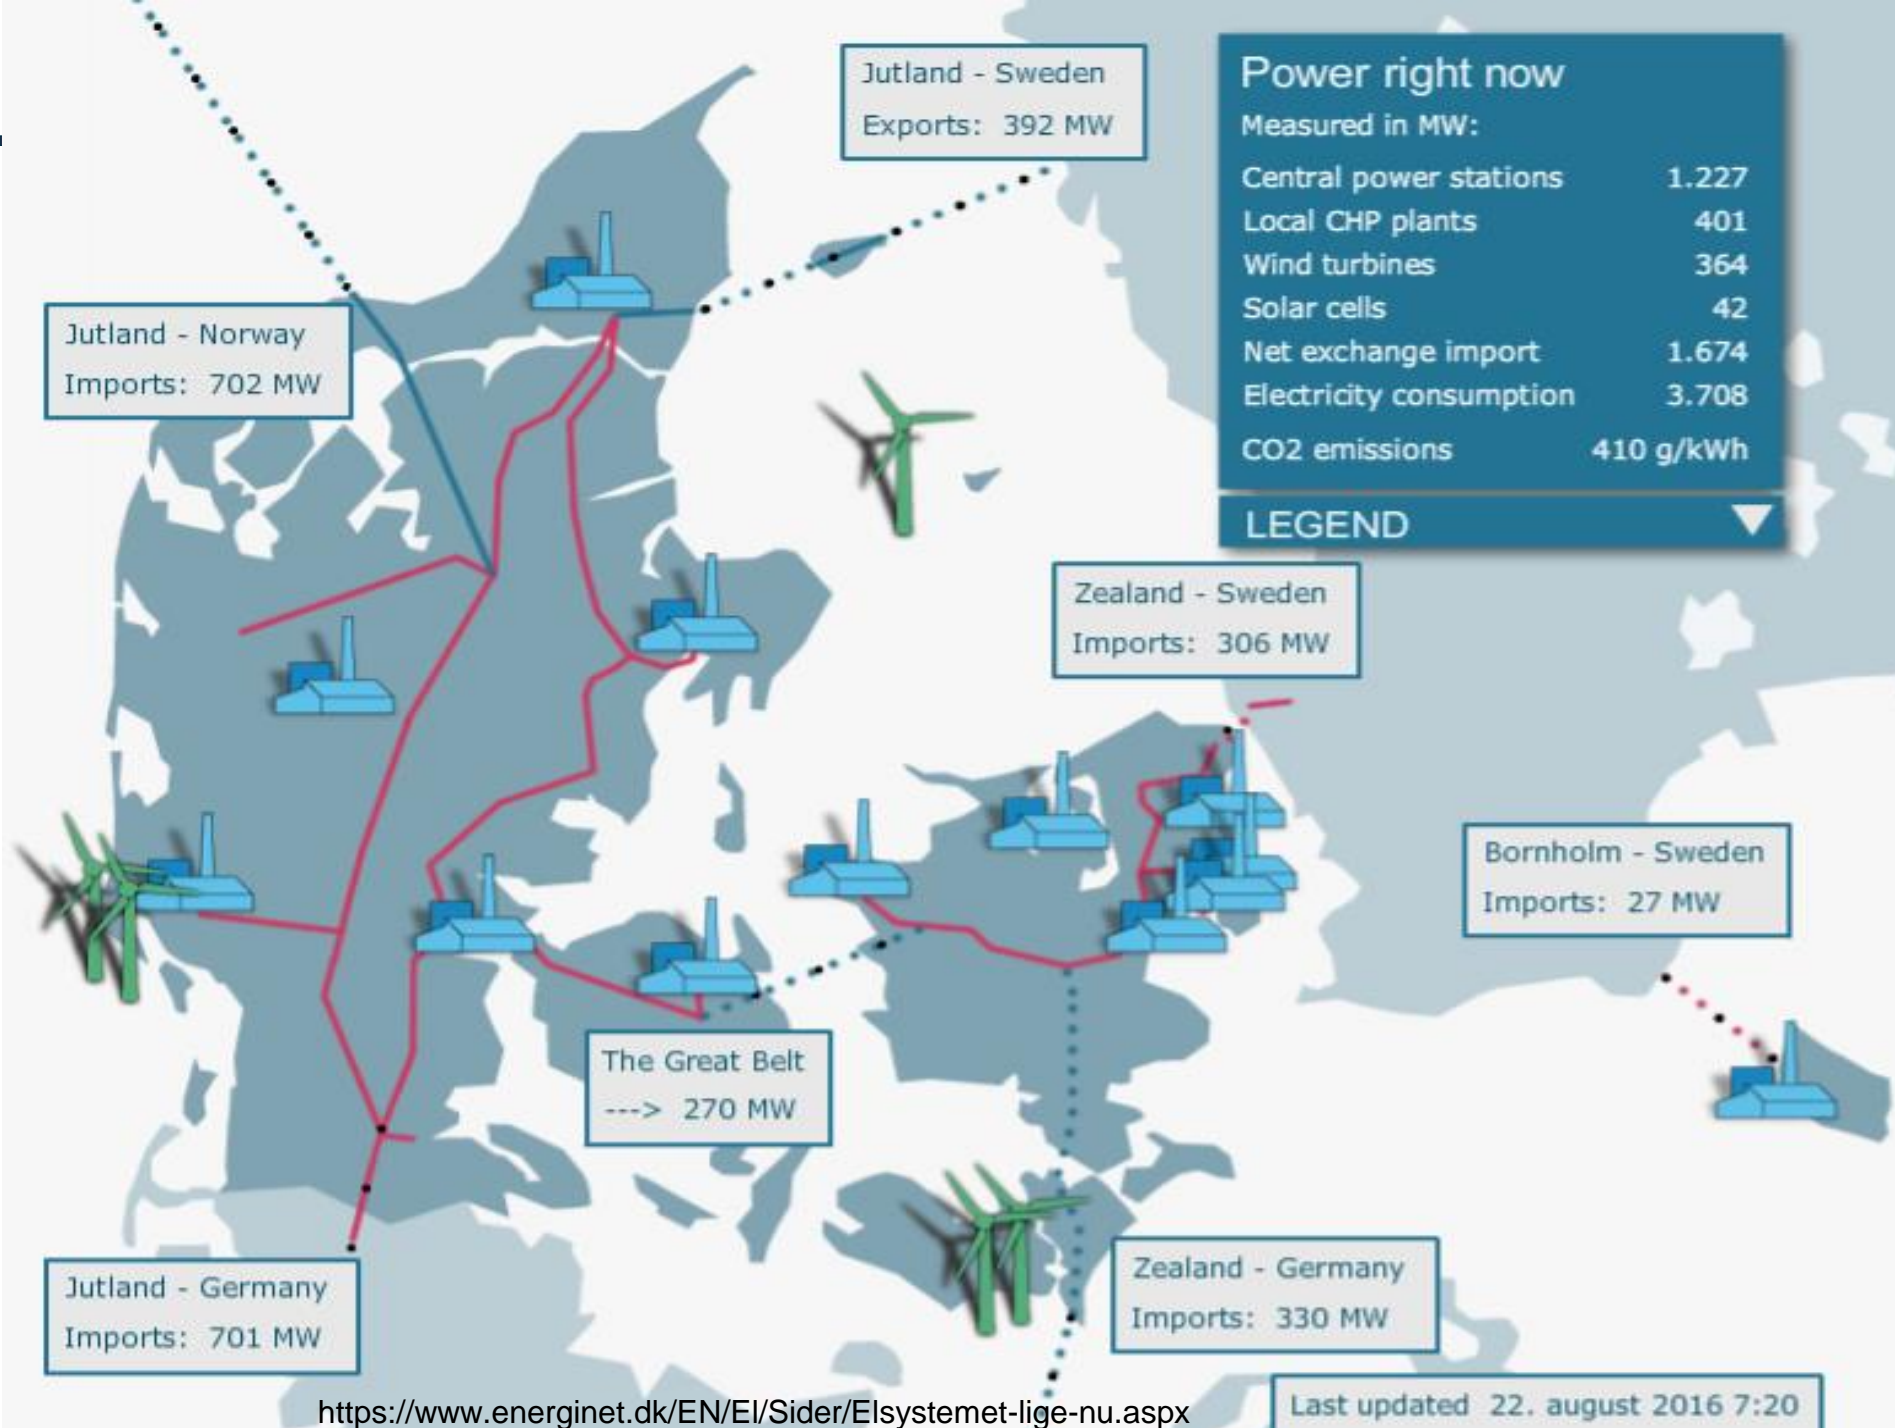 Jutland - Sweden
Exports: 392 MW
Power right now
Measured in MW:
Central power stations 1.227
Local CHP plants 401
Wind turbines 364
Solar cells 42
Net exchange import 1.674
Electricity consumption 3.708
CO2 emissions 410 g/kWh
LEGEND
Jutland - Norway
Imports: 702 MW
Zealand - Sweden
Imports: 306 MW
Bornholm - Sweden
Imports: 27 MW
The Great Belt
---> 270 MW
Jutland - Germany
Imports: 701 MW
Zealand - Germany
Imports: 330 MW
Last updated 22. august 2016 7:20
https://www.energinet.dk/EN/El/Sider/Elsystemet-lige-nu.aspx